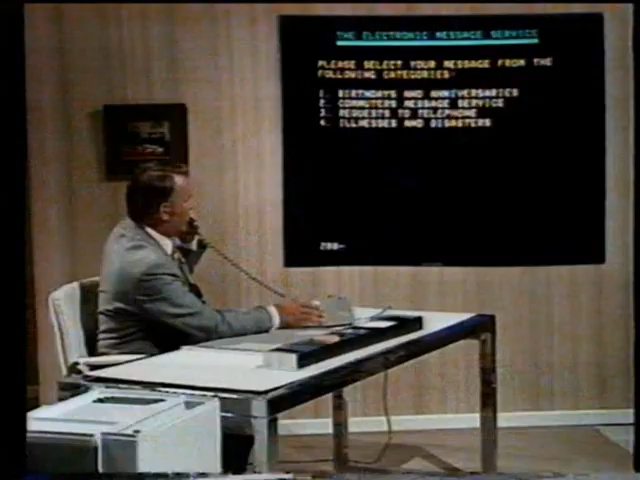 THE ELECTRONIC MESSAGE SERVICE
PLEASE SELECT YOUR MESSAGE FROM THE
FOLLOWING CATEGORIES-
1. BIRTHDAYS AND ANNIVERSARIES
2. COMMUTERS MESSAGE SERVICE
3. REQUESTS TO TELEPHONE
4. ILLNESSES AND DISASTERS